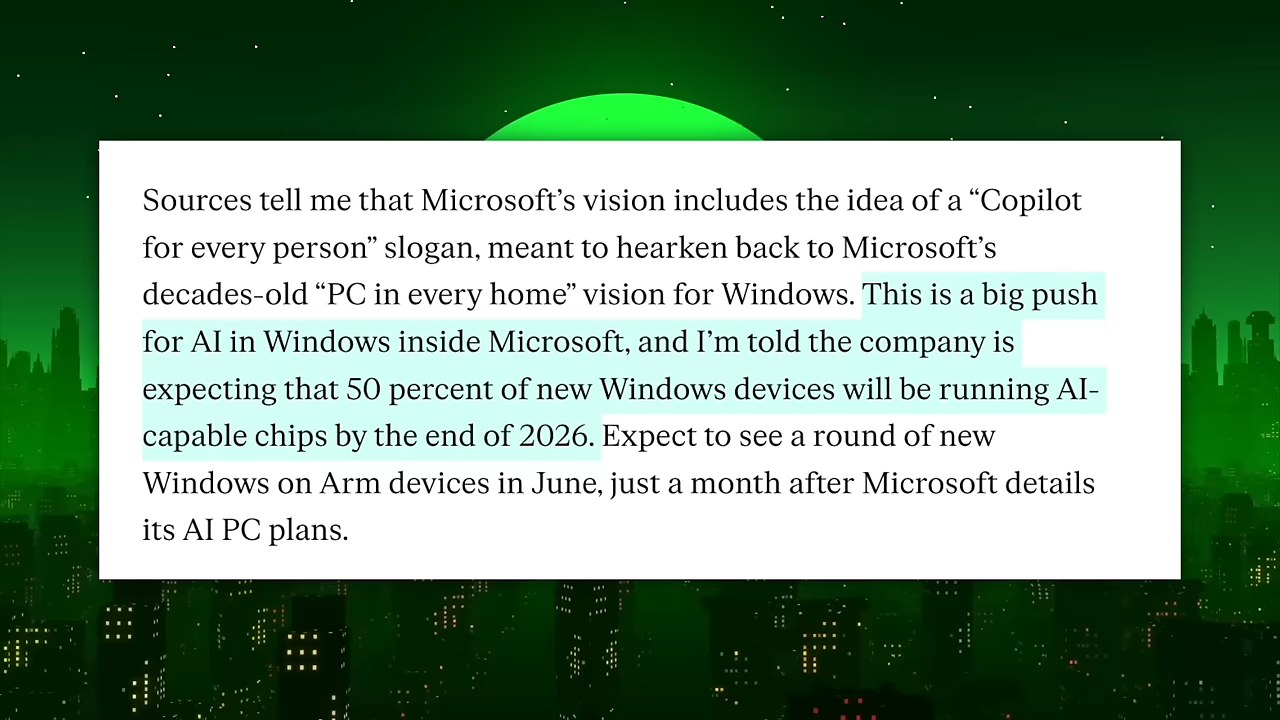 Sources tell me that Microsoft’s vision includes the idea of a “Copilot
for every person” slogan, meant to hearken back to Microsoft’s
decades-old “PC in every home” vision for Windows. This is a big push
for AI in Windows inside Microsoft, and I’m told the company is
expecting that 50 percent of new Windows devices will be running AI-
capable chips by the end of 2026. Expect to see a round of new
Windows on Arm devices in June, just a month after Microsoft details
its AI PC plans.